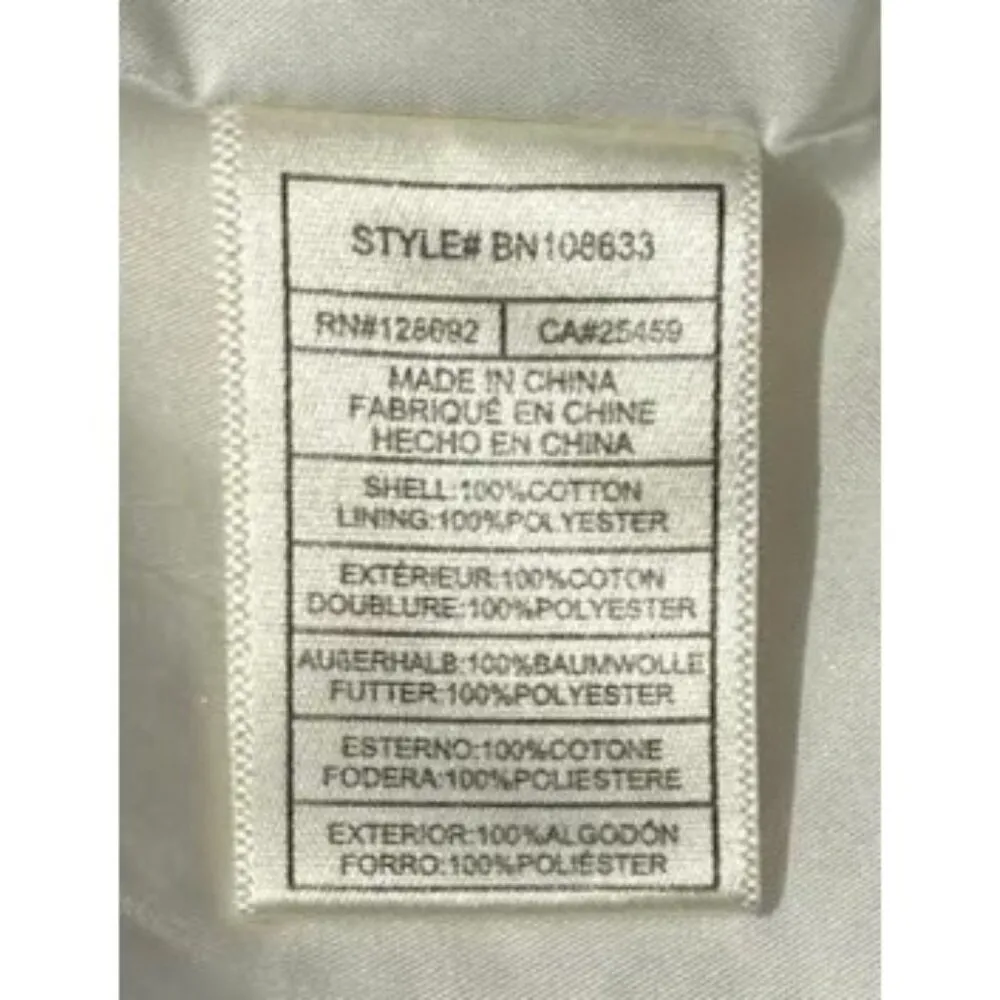 STYLE# BN108633
RN#128692 CA#25459
MADE IN CHINA
FABRIQUÉ EN CHINE
HECHO EN CHINA
SHELL:100%COTTON
LINING:100%POLYESTER
EXTÉRIEUR:100%COTON
DOUBLURE:100%POLYESTER
AUßERHALB:100%BAUMWOLLE
FUTTER:100%POLYESTER
ESTERNO:100%COTONE
FODERA:100%POLIESTERE
EXTERIOR:100%ALGODÓN
FORRO:100%POLIÉSTER